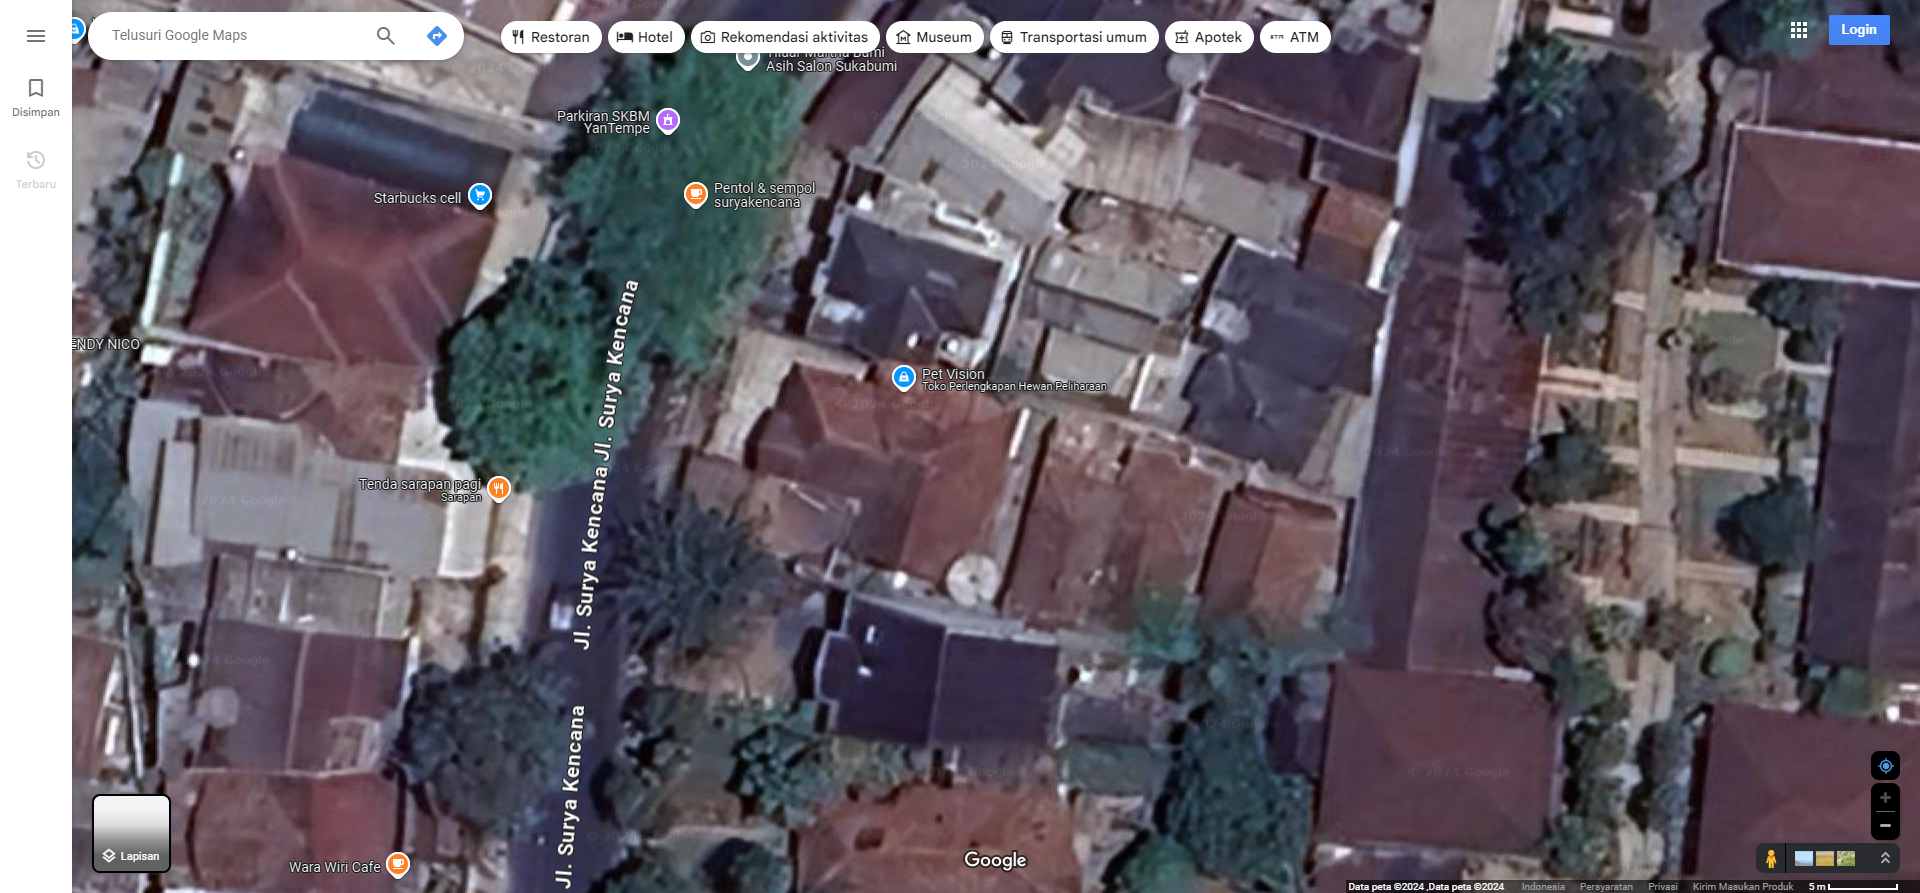 Telusuri Google Maps
Restoran
Hotel
Rekomendasi aktivitas
Museum
Transportasi umum
Apotek
ATM
Login
Disimpan
Terbaru
Asih Salon Sukabumi
Parkiran SKBM
YanTempe
Starbucks cell
Pentol & sempol
suryakencana
ENDY NICO
Pet Vision
Toko Perlengkapan Hewan Peliharaan
Jl. Surya Kencana
Jl. Surya Kencana
Tenda sarapan pagi
Sarapan
Jl. Surya Kencana
Wara Wiri Cafe
Lapisan
Google
Data peta ©2024 ,Data peta ©2024
Indonesia
Persyaratan
Privasi
Kirim Masukan Produk
5 m